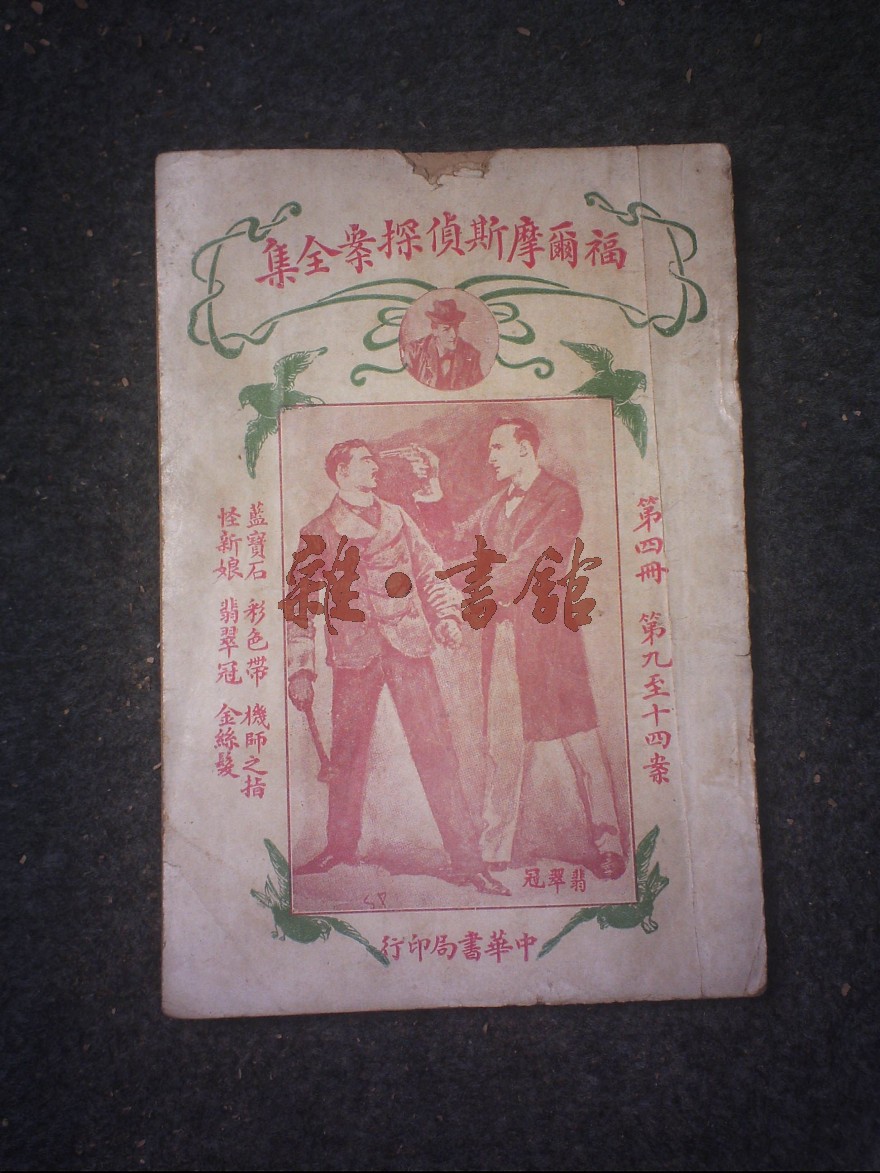 福爾摩斯偵探案全集
第四冊 第九至十四案
藍寶石 彩色帶 機師之指
怪新娘 翡翠冠 金絲髮
雜·書舘
翡翠冠
中華書局印行